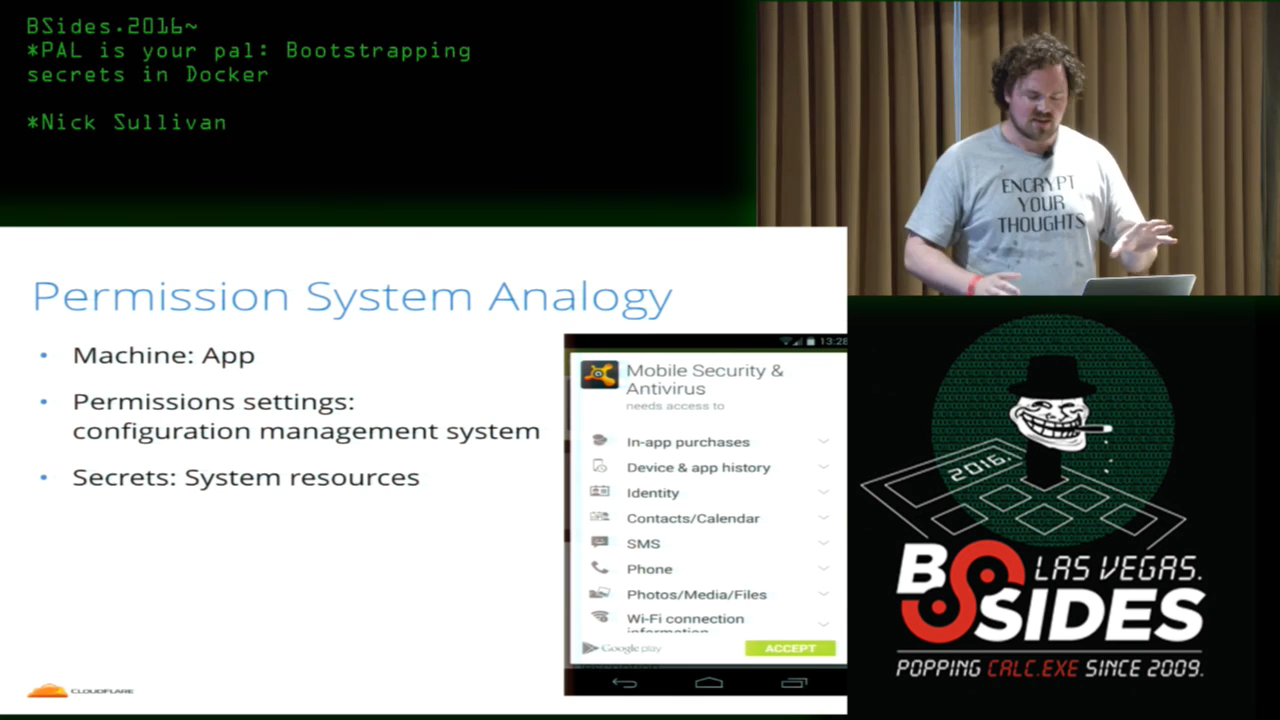 BSides.2016~
*PAL is your pal: Bootstrapping
secrets in Docker
*Nick Sullivan
ENCRYPT
YOUR
THOUGHTS
Permission System Analogy
• Machine: App
• Permissions settings:
configuration management system
• Secrets: System resources
13:28
Mobile Security &
Antivirus
needs access to
In-app purchases
Device & app history
Identity
Contacts/Calendar
SMS
Phone
Photos/Media/Files
Wi-Fi connection
information
Google play
ACCEPT
CLOUDFLARE
2016.
BSIDES
LAS VEGAS.
POPPING CALC.EXE SINCE 2009.